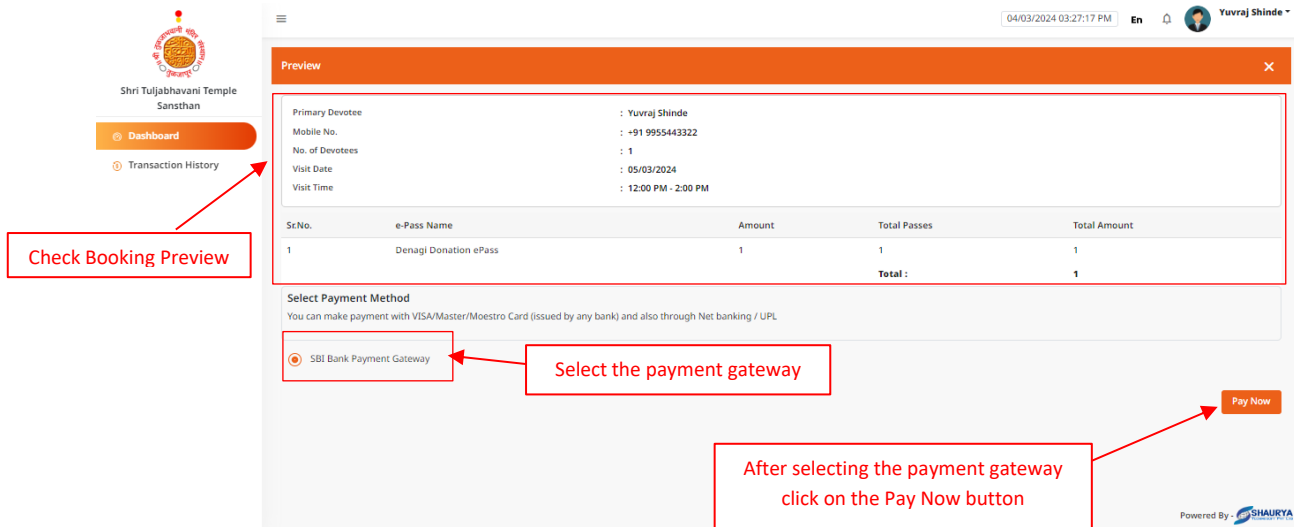 04/03/2024 03:27:17 PM En Yuvraj Shinde
Shri Tuljabhavani Temple
Sansthan
Dashboard
Transaction History
Preview
Primary Devotee : Yuvraj Shinde
Mobile No. : +91 9955443322
No. of Devotees : 1
Visit Date : 05/03/2024
Visit Time : 12:00 PM - 2:00 PM
Sr.No. e-Pass Name Amount Total Passes Total Amount
1 Denagi Donation ePass 1 1 1
Total : 1
Check Booking Preview
Select Payment Method
You can make payment with VISA/Master/Moestro Card (issued by any bank) and also through Net banking / UPL
SBI Bank Payment Gateway
Select the payment gateway
Pay Now
After selecting the payment gateway
click on the Pay Now button
Powered By - SHAURYA